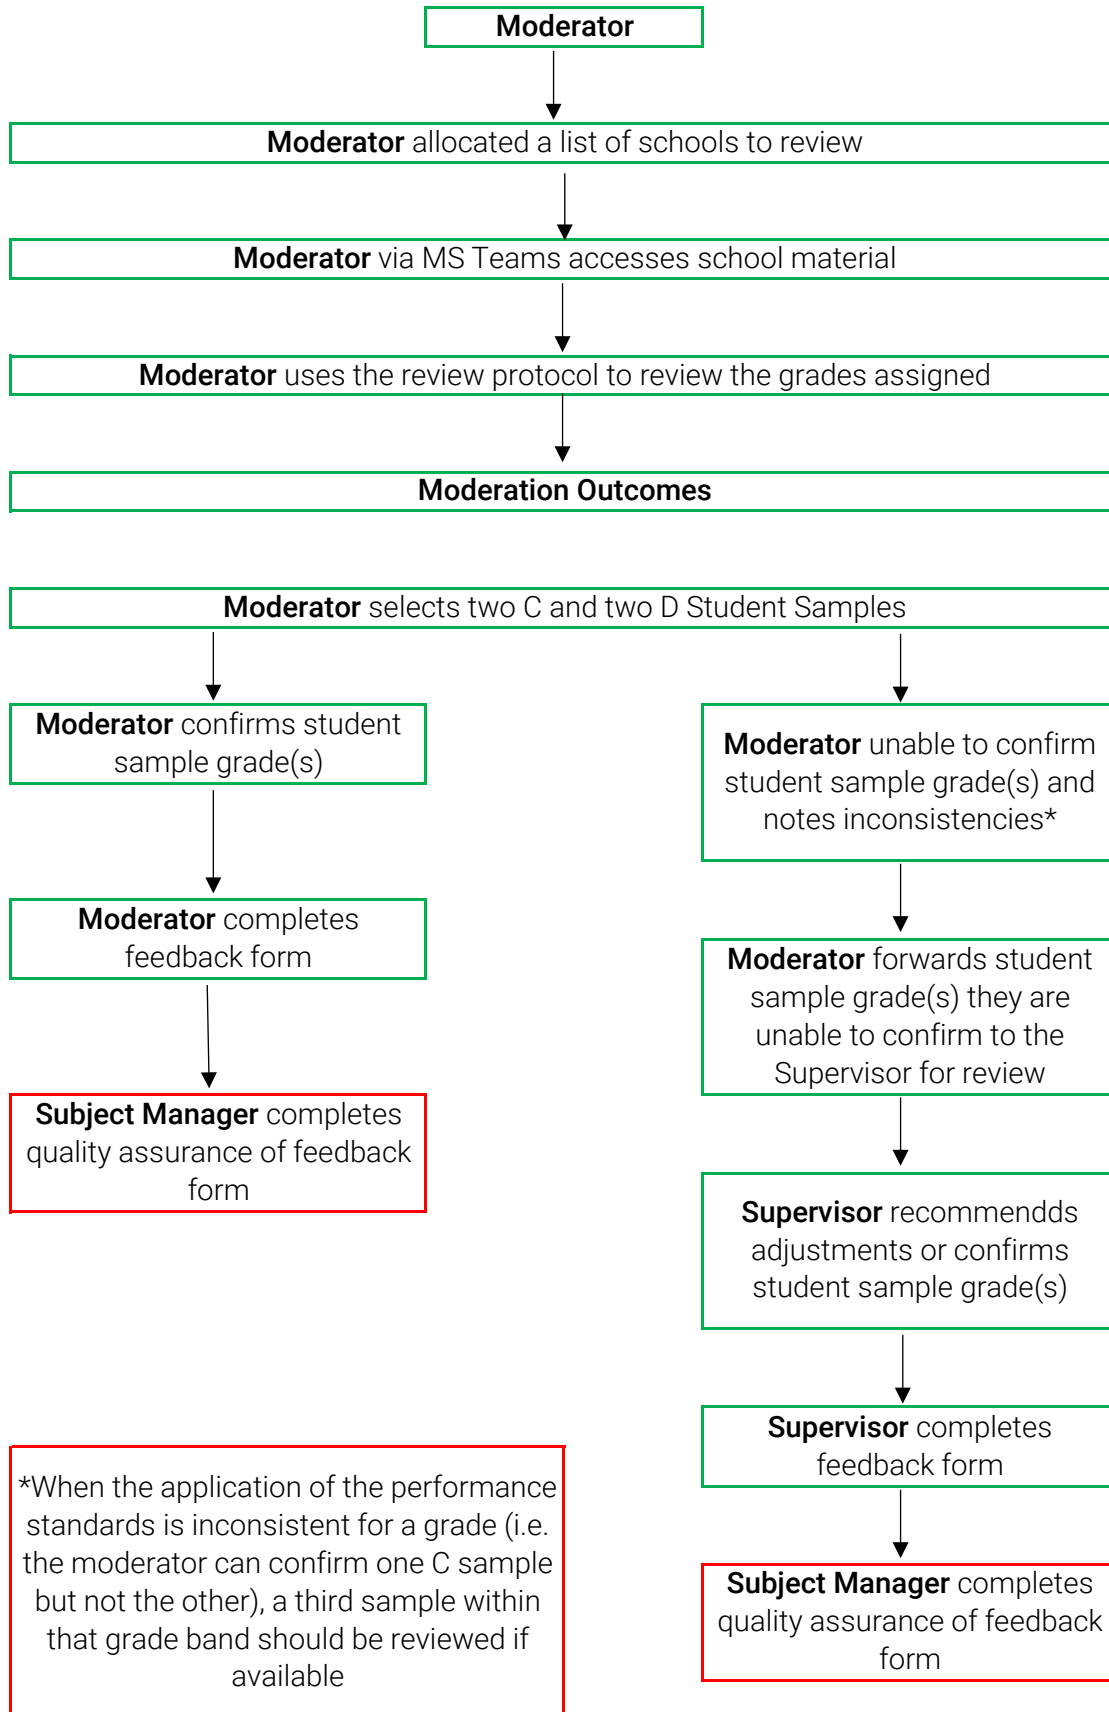 Moderator
Moderator allocated a list of schools to review
Moderator via MS Teams accesses school material
Moderator uses the review protocol to review the grades assigned
Moderation Outcomes
Moderator selects two C and two D Student Samples
Moderator confirms student
sample grade(s)
Moderator completes
feedback form
Subject Manager completes
quality assurance of feedback
form
Moderator unable to confirm
student sample grade(s) and
notes inconsistencies*
Moderator forwards student
sample grade(s) they are
unable to confirm to the
Supervisor for review
Supervisor recommendds
adjustments or confirms
student sample grade(s)
Supervisor completes
feedback form
Subject Manager completes
quality assurance of feedback
form
*When the application of the performance
standards is inconsistent for a grade (i.e.
the moderator can confirm one C sample
but not the other), a third sample within
that grade band should be reviewed if
available